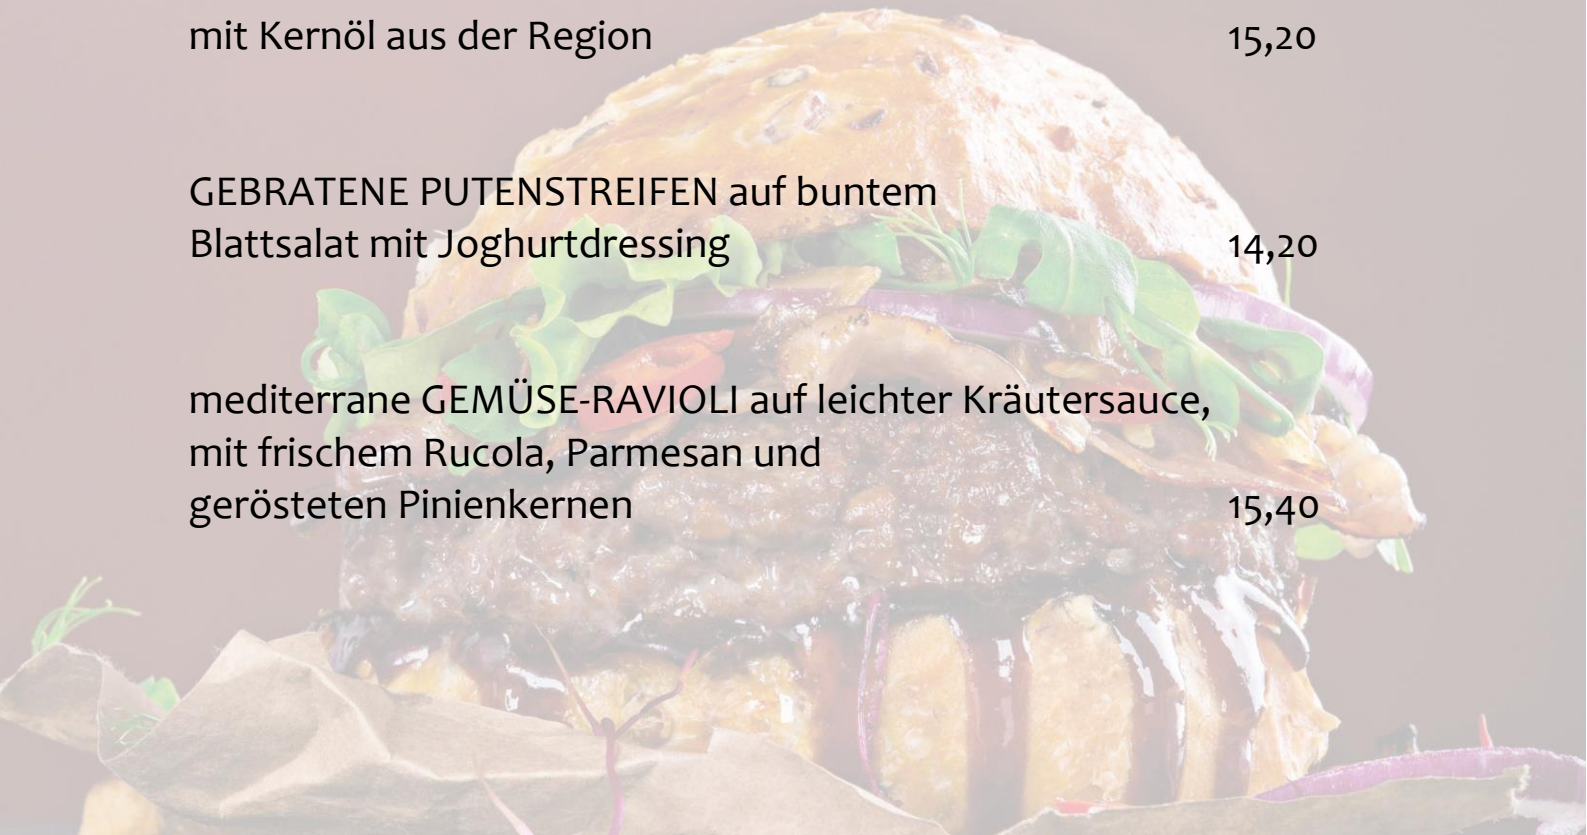 mit Kernöl aus der Region 15,20
GEBRATENE PUTENSTREIFEN auf buntem
Blattsalat mit Joghurtdressing 14,20
mediterrane GEMÜSE-RAVIOLI auf leichter Kräutersauce,
mit frischem Rucola, Parmesan und
gerösteten Pinienkernen 15,40